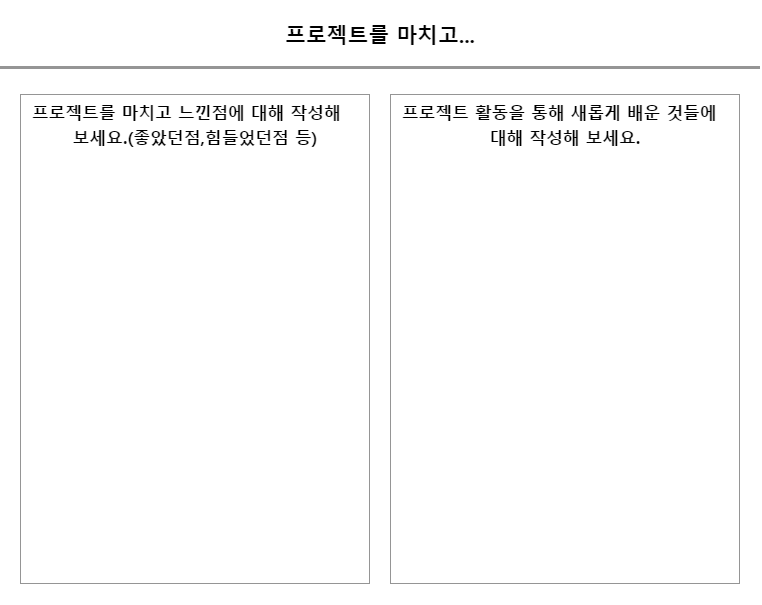 프로젝트를 마치고...
프로젝트를 마치고 느낀점에 대해 작성해
보세요.(좋았던점,힘들었던점 등)
프로젝트 활동을 통해 새롭게 배운 것들에
대해 작성해 보세요.